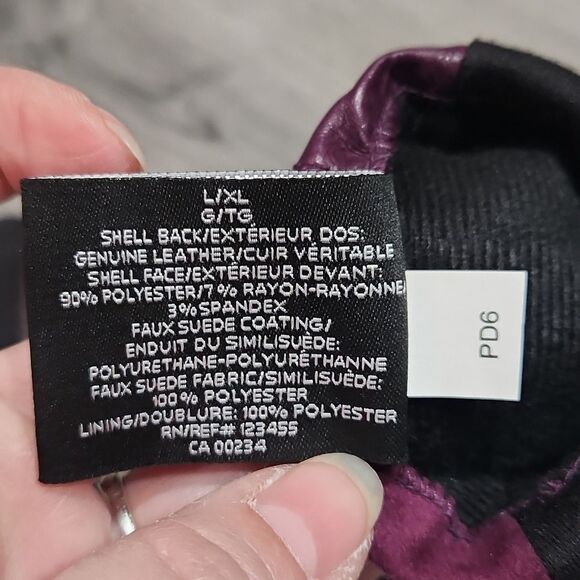 L/XL
G/TG
SHELL BACK/EXTÉRIEUR DOS:
GENUINE LEATHER/CUIR VÉRITABLE
SHELL FACE/EXTÉRIEUR DEVANT:
90% POLYESTER/7% RAYON-RAYONNE
3% SPANDEX
FAUX SUEDE COATING/
ENDUIT DU SIMILISUÈDE:
POLYURETHANE-POLYURÉTHANNE
FAUX SUEDE FABRIC/SIMILISUÈDE:
100% POLYESTER
LINING/DOUBLURE: 100% POLYESTER
RN/REF# 123455
CA 00234
PD6